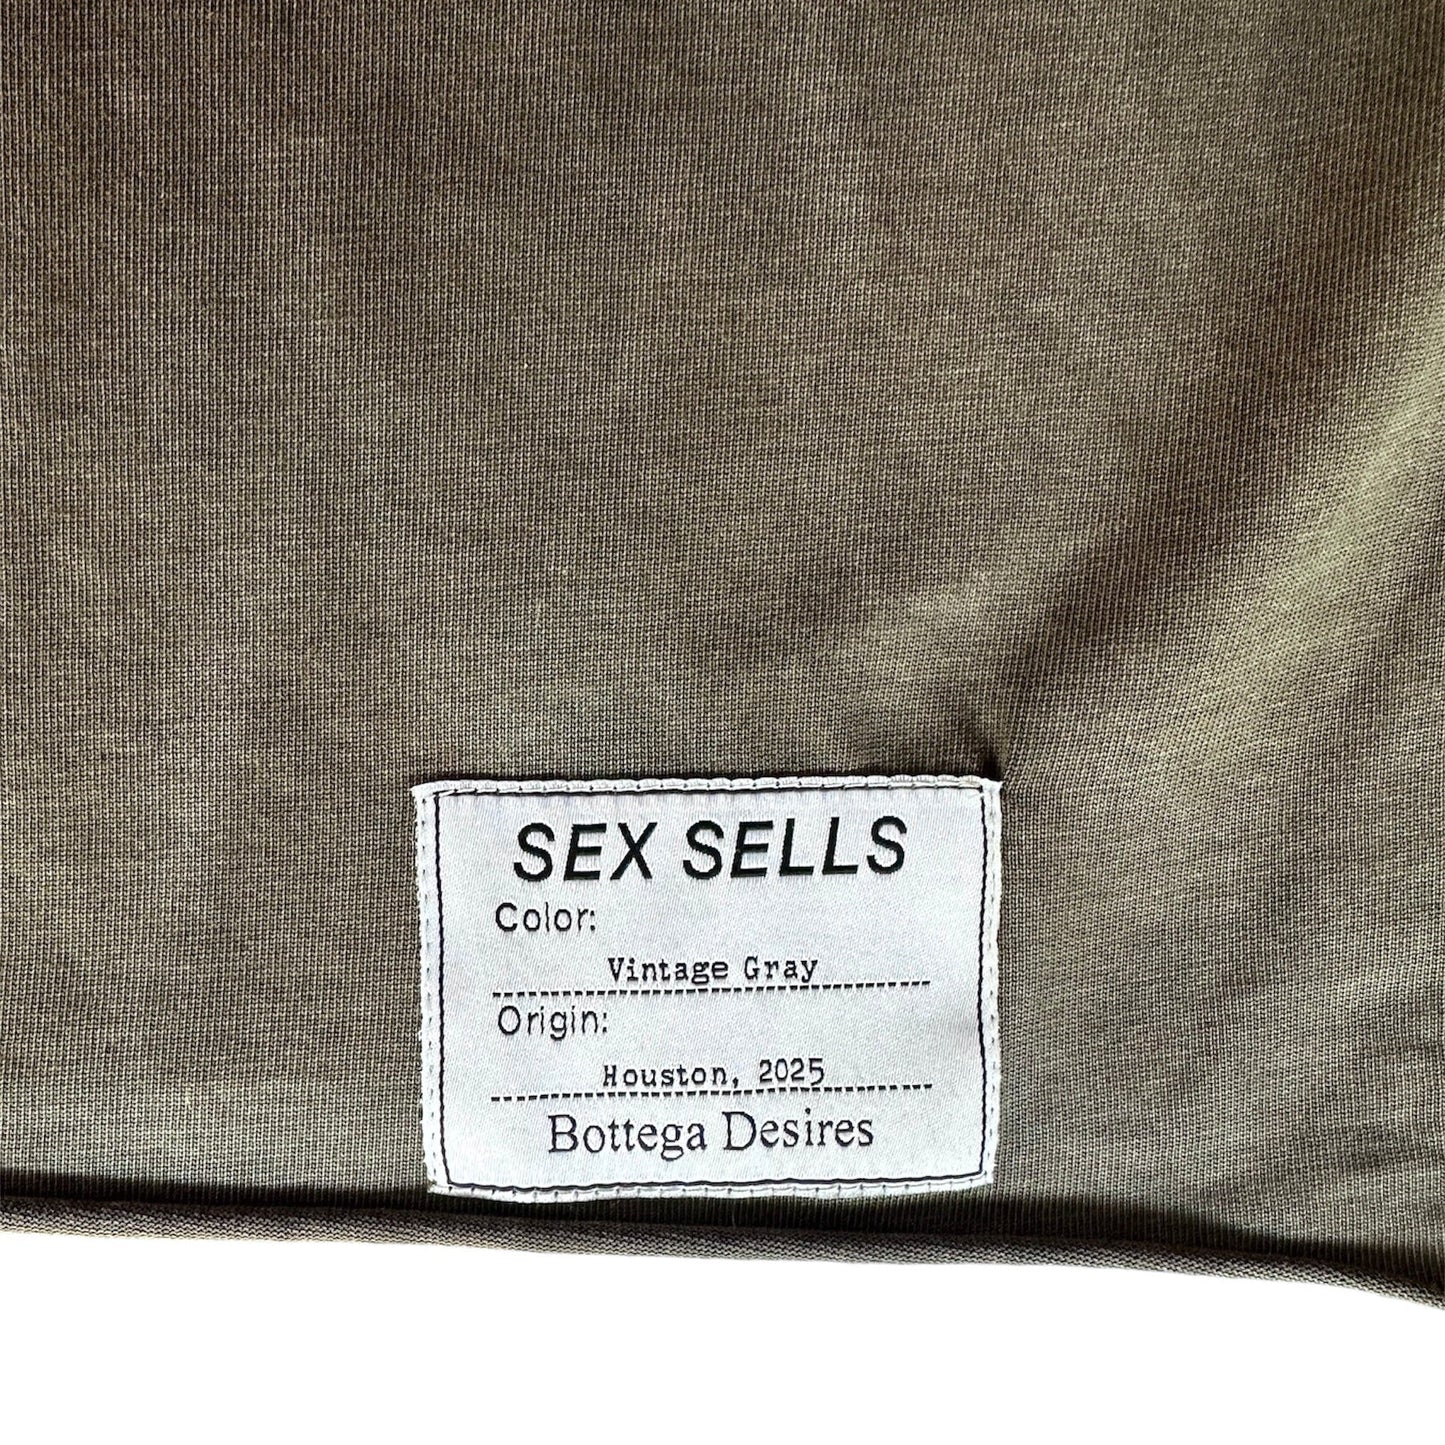 SEX SELLS
Color:
Vintage Gray
Origin:
Houston, 2025
Bottega Desires